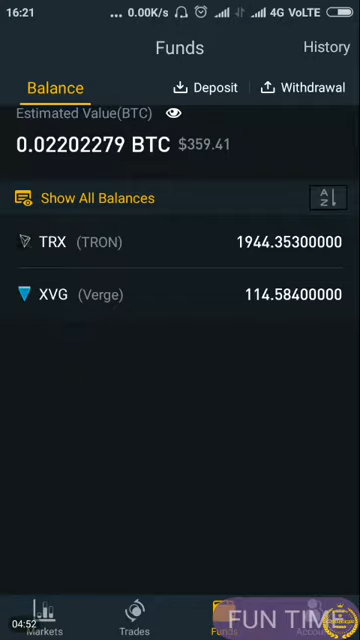 16:21 ... 0.00K/s 4G VoLTE
Funds History
Balance Deposit Withdrawal
Estimated Value(BTC)
0.02202279 BTC $359.41
Show All Balances
TRX (TRON) 1944.35300000
XVG (Verge) 114.58400000
04:52
Markets Trades Funds
FUN TIME